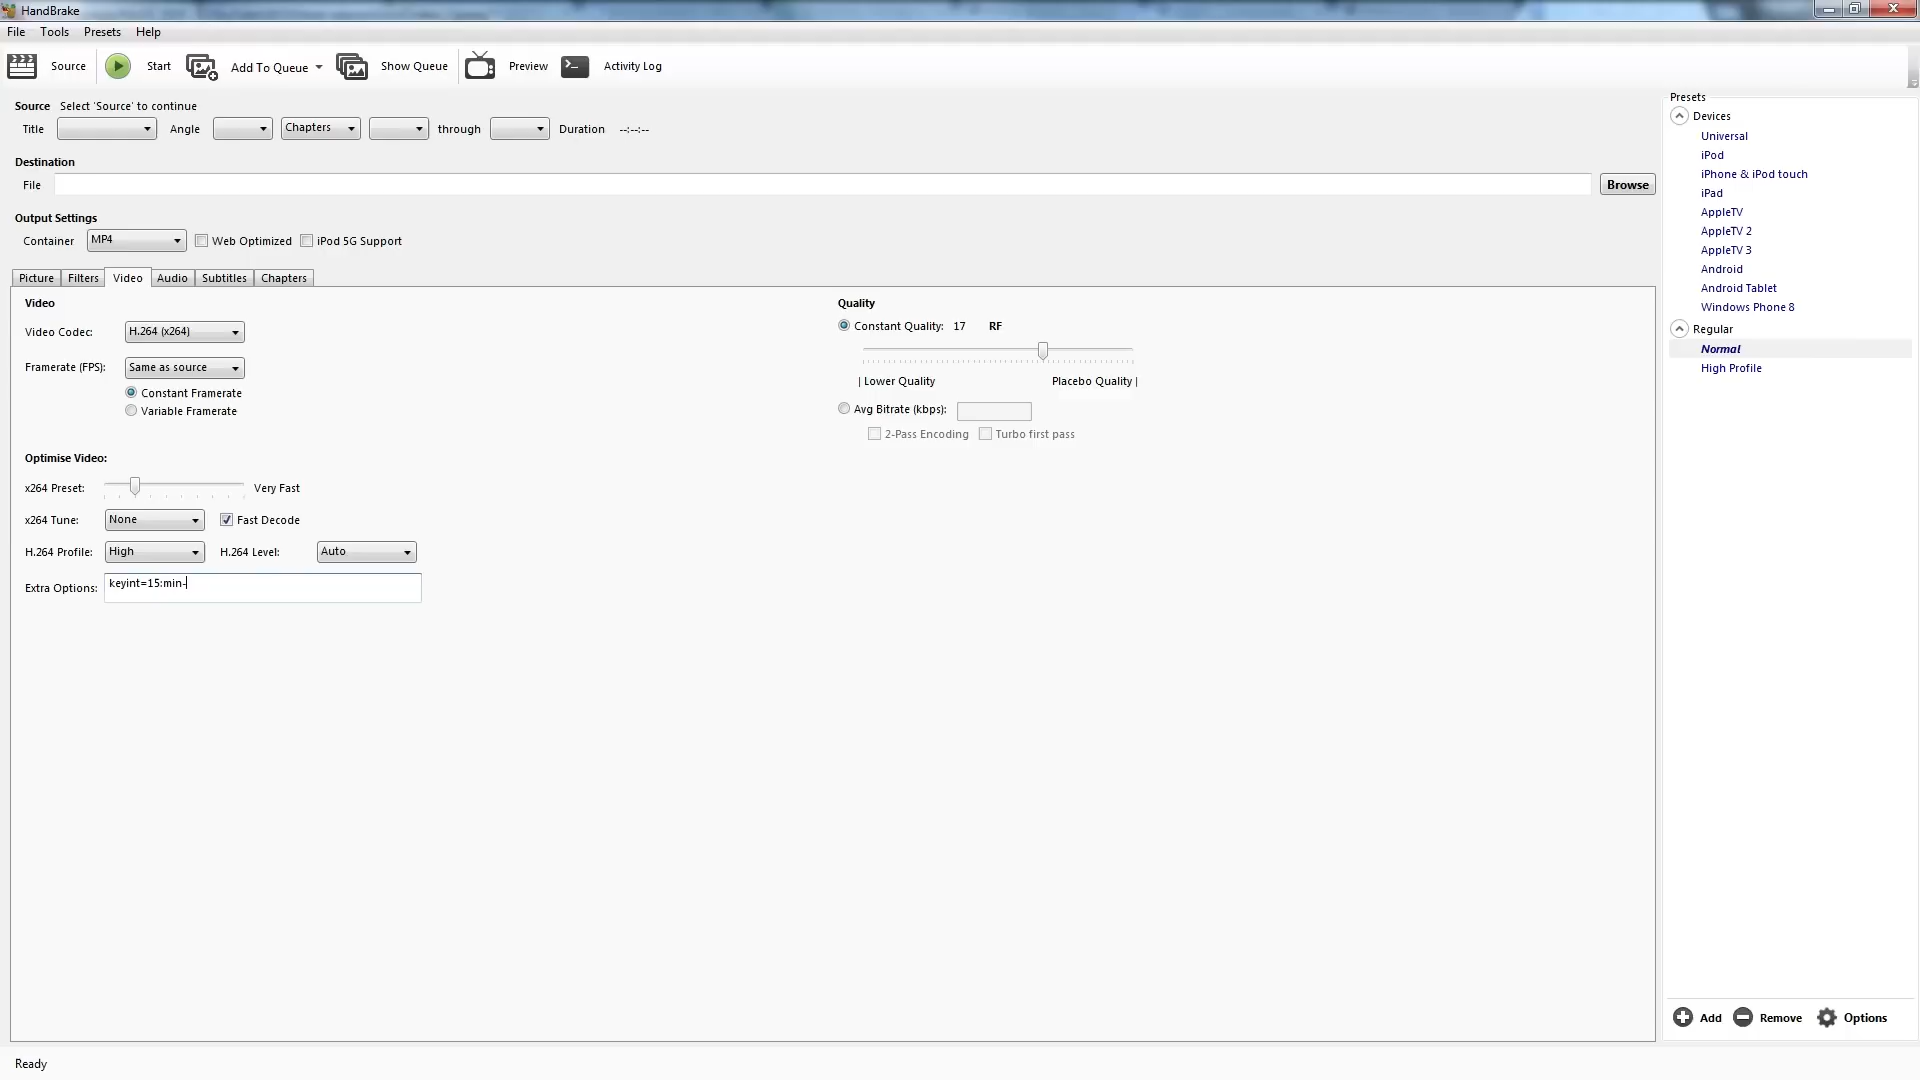 HandBrake
File Tools Presets Help
Source Start Add To Queue Show Queue Preview Activity Log
Source Select 'Source' to continue
Title Angle Chapters through Duration --:--:--
Destination
File Browse
Output Settings
Container MP4 Web Optimized iPod 5G Support
Picture Filters Video Audio Subtitles Chapters
Video
Video Codec: H.264 (x264)
Framerate (FPS): Same as source
Constant Framerate
Variable Framerate
Optimise Video:
x264 Preset: Very Fast
x264 Tune: None Fast Decode
H.264 Profile: High H.264 Level: Auto
Extra Options: keyint=15:min-
Quality
Constant Quality: 17 RF
| Lower Quality Placebo Quality |
Avg Bitrate (kbps):
2-Pass Encoding Turbo first pass
Presets
Devices
Universal
iPod
iPhone & iPod touch
iPad
AppleTV
AppleTV 2
AppleTV 3
Android
Android Tablet
Windows Phone 8
Regular
Normal
High Profile
Add Remove Options
Ready